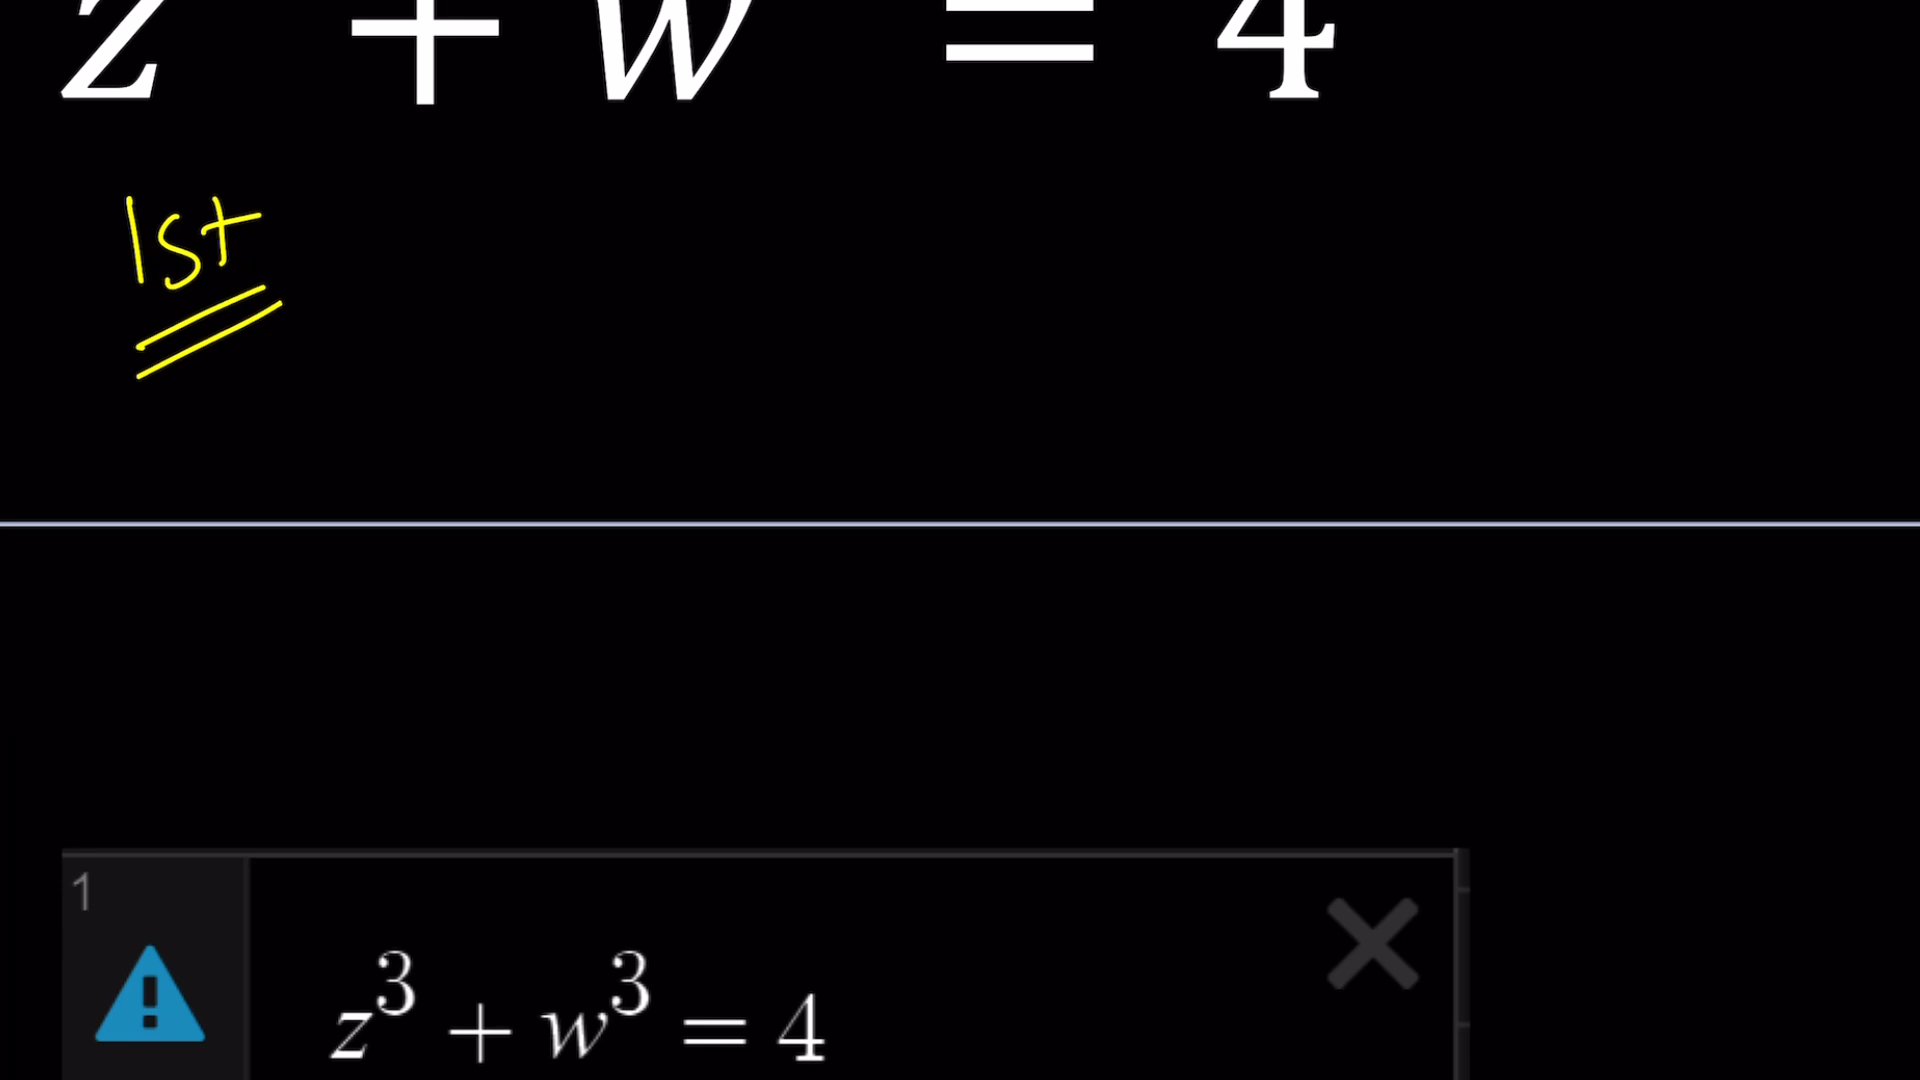 z + w = 4
1st
1
z³ + w³ = 4